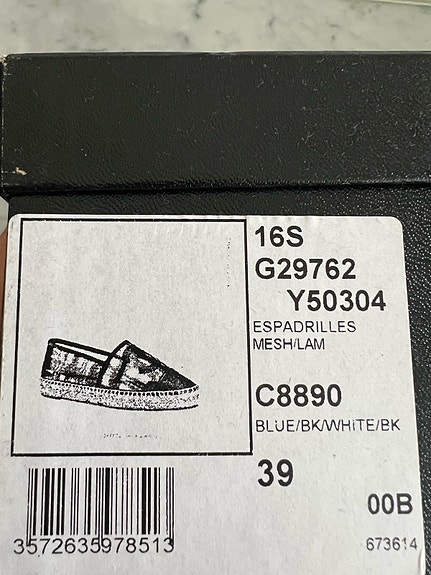 16S
G29762
Y50304
ESPADRILLES
MESH/LAM
C8890
BLUE/BK/WHITE/BK
39
00B
3572635978513
673614